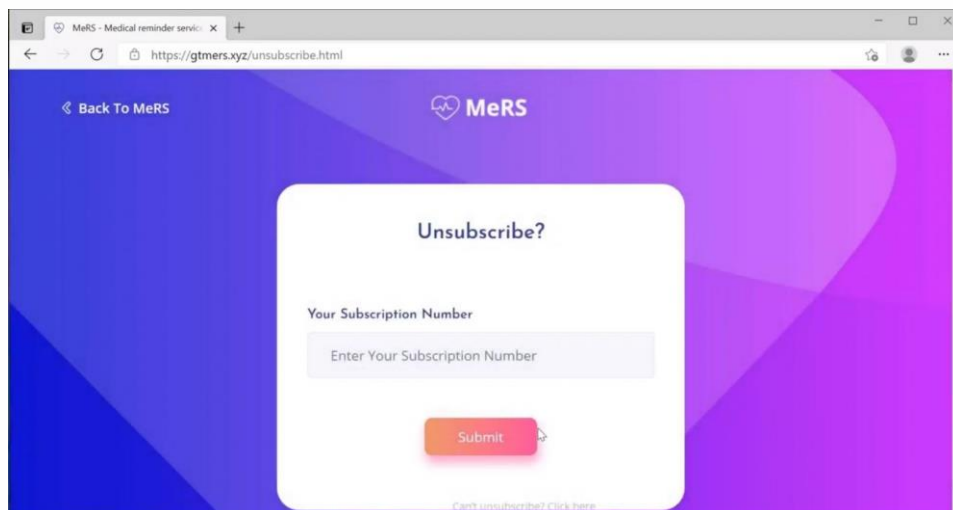 MeRS - Medical reminder servic
https://gtmers.xyz/unsubscribe.html
Back To MeRS
MeRS
Unsubscribe?
Your Subscription Number
Enter Your Subscription Number
Submit
Can't unsubscribe? Click here